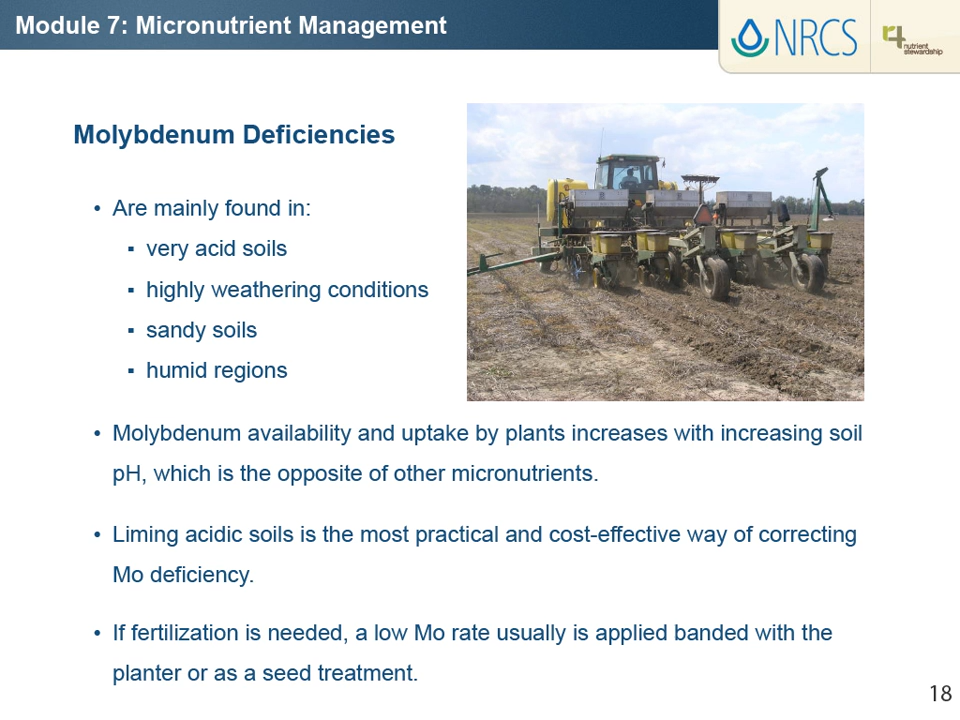 Module 7: Micronutrient Management
NRCS
r4 nutrient
stewardship
Molybdenum Deficiencies
• Are mainly found in:
▪ very acid soils
▪ highly weathering conditions
▪ sandy soils
▪ humid regions
• Molybdenum availability and uptake by plants increases with increasing soil
pH, which is the opposite of other micronutrients.
• Liming acidic soils is the most practical and cost-effective way of correcting
Mo deficiency.
• If fertilization is needed, a low Mo rate usually is applied banded with the
planter or as a seed treatment.
18